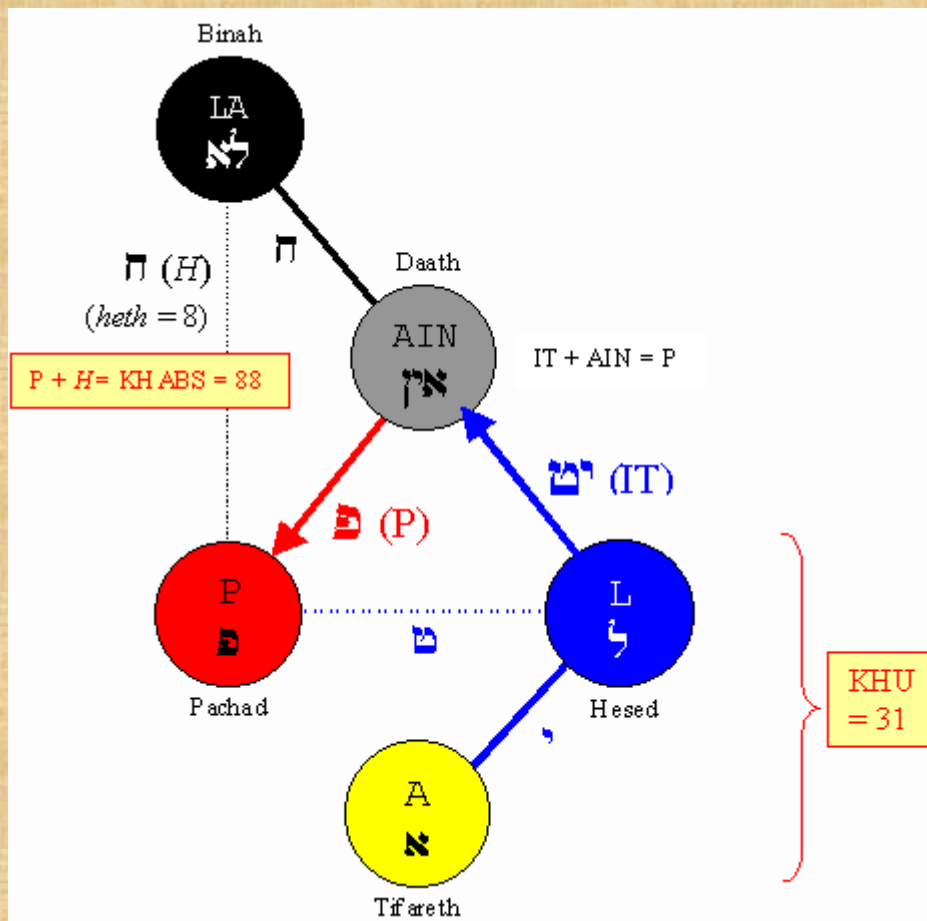 Binah
LA
לא
ח
ח (H)
(heth = 8)
Daath
AIN
אין
IT + AIN = P
P + H = KHABS = 88
יט (IT)
פ (P)
P
פ
Pachad
ט
L
ל
Hesed
KHU
= 31
י
A
א
Tifareth